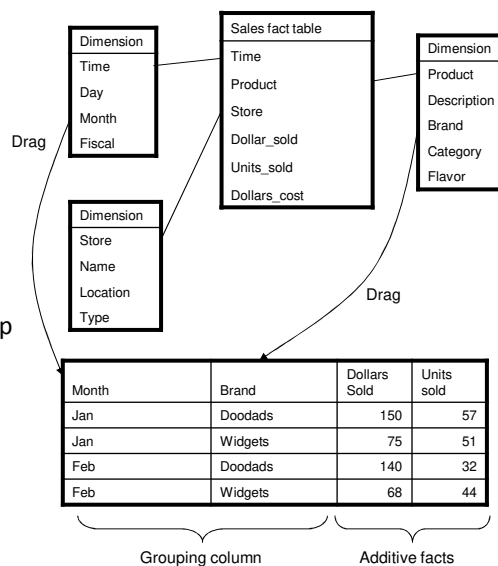 Dimension
Time
Day
Month
Fiscal
Sales fact table
Time
Product
Store
Dollar_sold
Units_sold
Dollars_cost
Dimension
Product
Description
Brand
Category
Flavor
Drag
Dimension
Store
Name
Location
Type
Drag
p
Month Brand Dollars Sold Units sold
Jan Doodads 150 57
Jan Widgets 75 51
Feb Doodads 140 32
Feb Widgets 68 44
Grouping column Additive facts